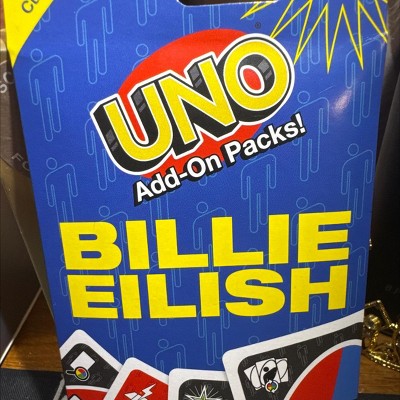 UNO
Add-On Packs!
BILLIE
EILISH